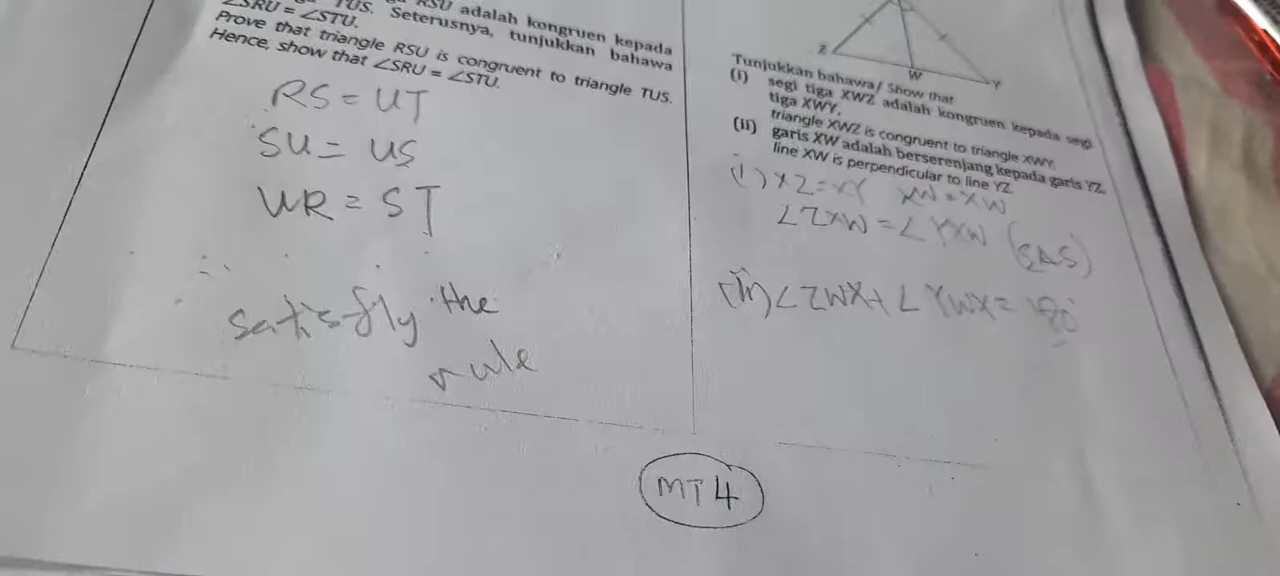 RSU adalah kongruen kepada
TUS. Seterusnya, tunjukkan bahawa
∠SRU = ∠STU.
Prove that triangle RSU is congruent to triangle TUS.
Hence, show that ∠SRU = ∠STU.
RS = UT
SU = US
UR = ST
∴ satisfly the
rule
Z
W
Y
Tunjukkan bahawa/ Show that
(i) segi tiga XWZ adalah kongruen kepada segi
tiga XWY.
triangle XWZ is congruent to triangle XWY.
(ii) garis XW adalah berserenjang kepada garis YZ.
line XW is perpendicular to line YZ
(i) XZ = XY XW = XW
∠ZXW = ∠YXW (SAS)
(ii) ∠ZWX + ∠YWX = 180°
MT4